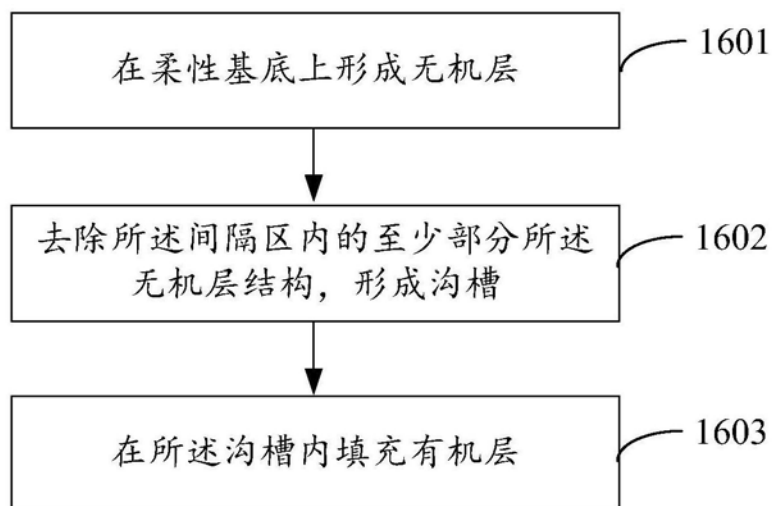 在柔性基底上形成无机层
1601
去除所述间隔区内的至少部分所述
无机层结构，形成沟槽
1602
在所述沟槽内填充有机层
1603